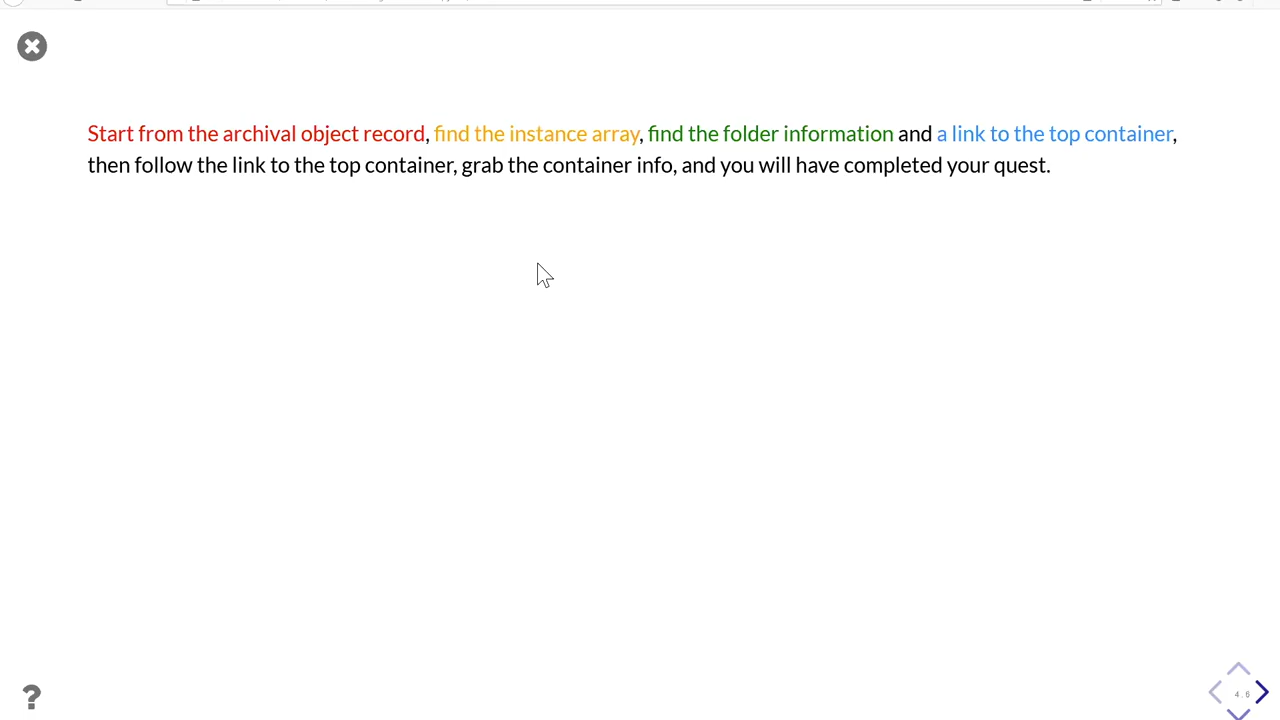 Start from the archival object record, find the instance array, find the folder information and a link to the top container,
then follow the link to the top container, grab the container info, and you will have completed your quest.
?
4.6